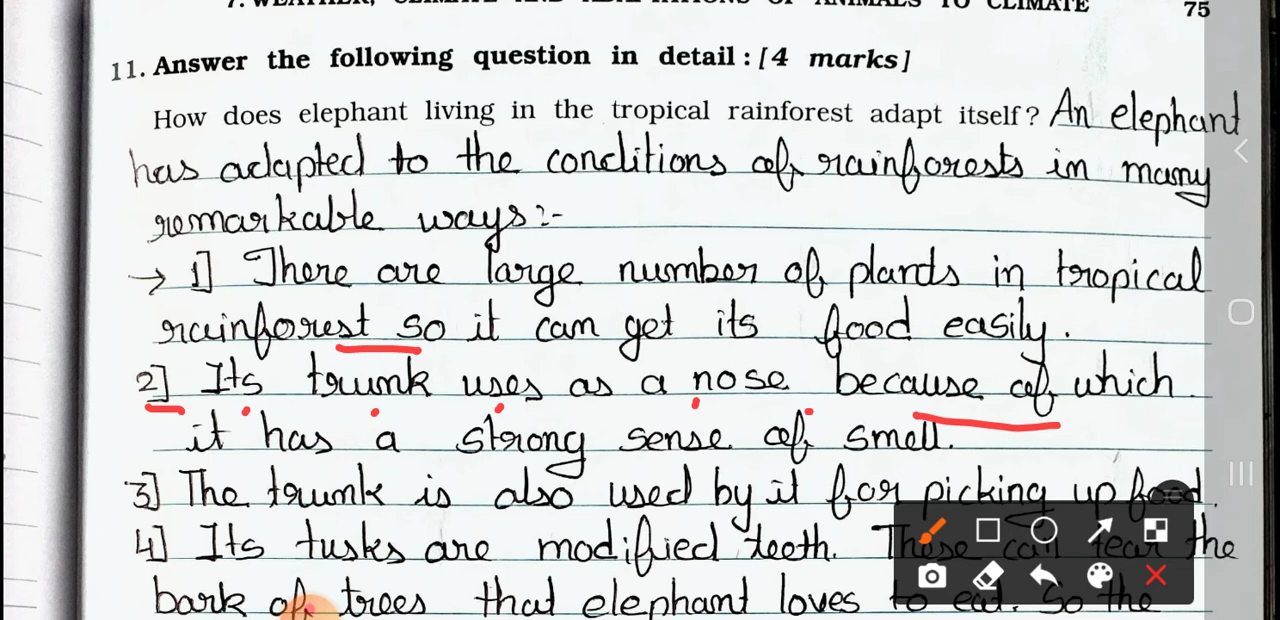 7. WEATHER, CLIMATE AND ADAPTATIONS OF ANIMALS TO CLIMATE 75
11. Answer the following question in detail : [4 marks]
How does elephant living in the tropical rainforest adapt itself? An elephant
has adapted to the conditions of rainforests in many
remarkable ways:-
→ 1] There are large number of plants in tropical
rainforest so it can get its food easily.
2] Its trunk uses as a nose because of which
it has a strong sense of smell.
3] The trunk is also used by it for picking up food.
4] Its tusks are modified teeth. These can tear the
bark of trees that elephant loves to eat. So the